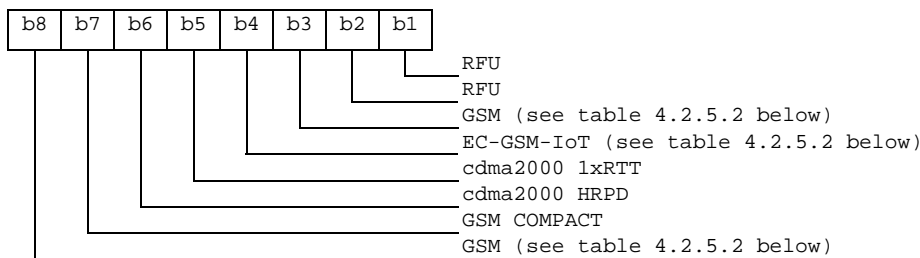 b8 b7 b6 b5 b4 b3 b2 b1
RFU
RFU
GSM (see table 4.2.5.2 below)
EC-GSM-IoT (see table 4.2.5.2 below)
cdma2000 1xRTT
cdma2000 HRPD
GSM COMPACT
GSM (see table 4.2.5.2 below)